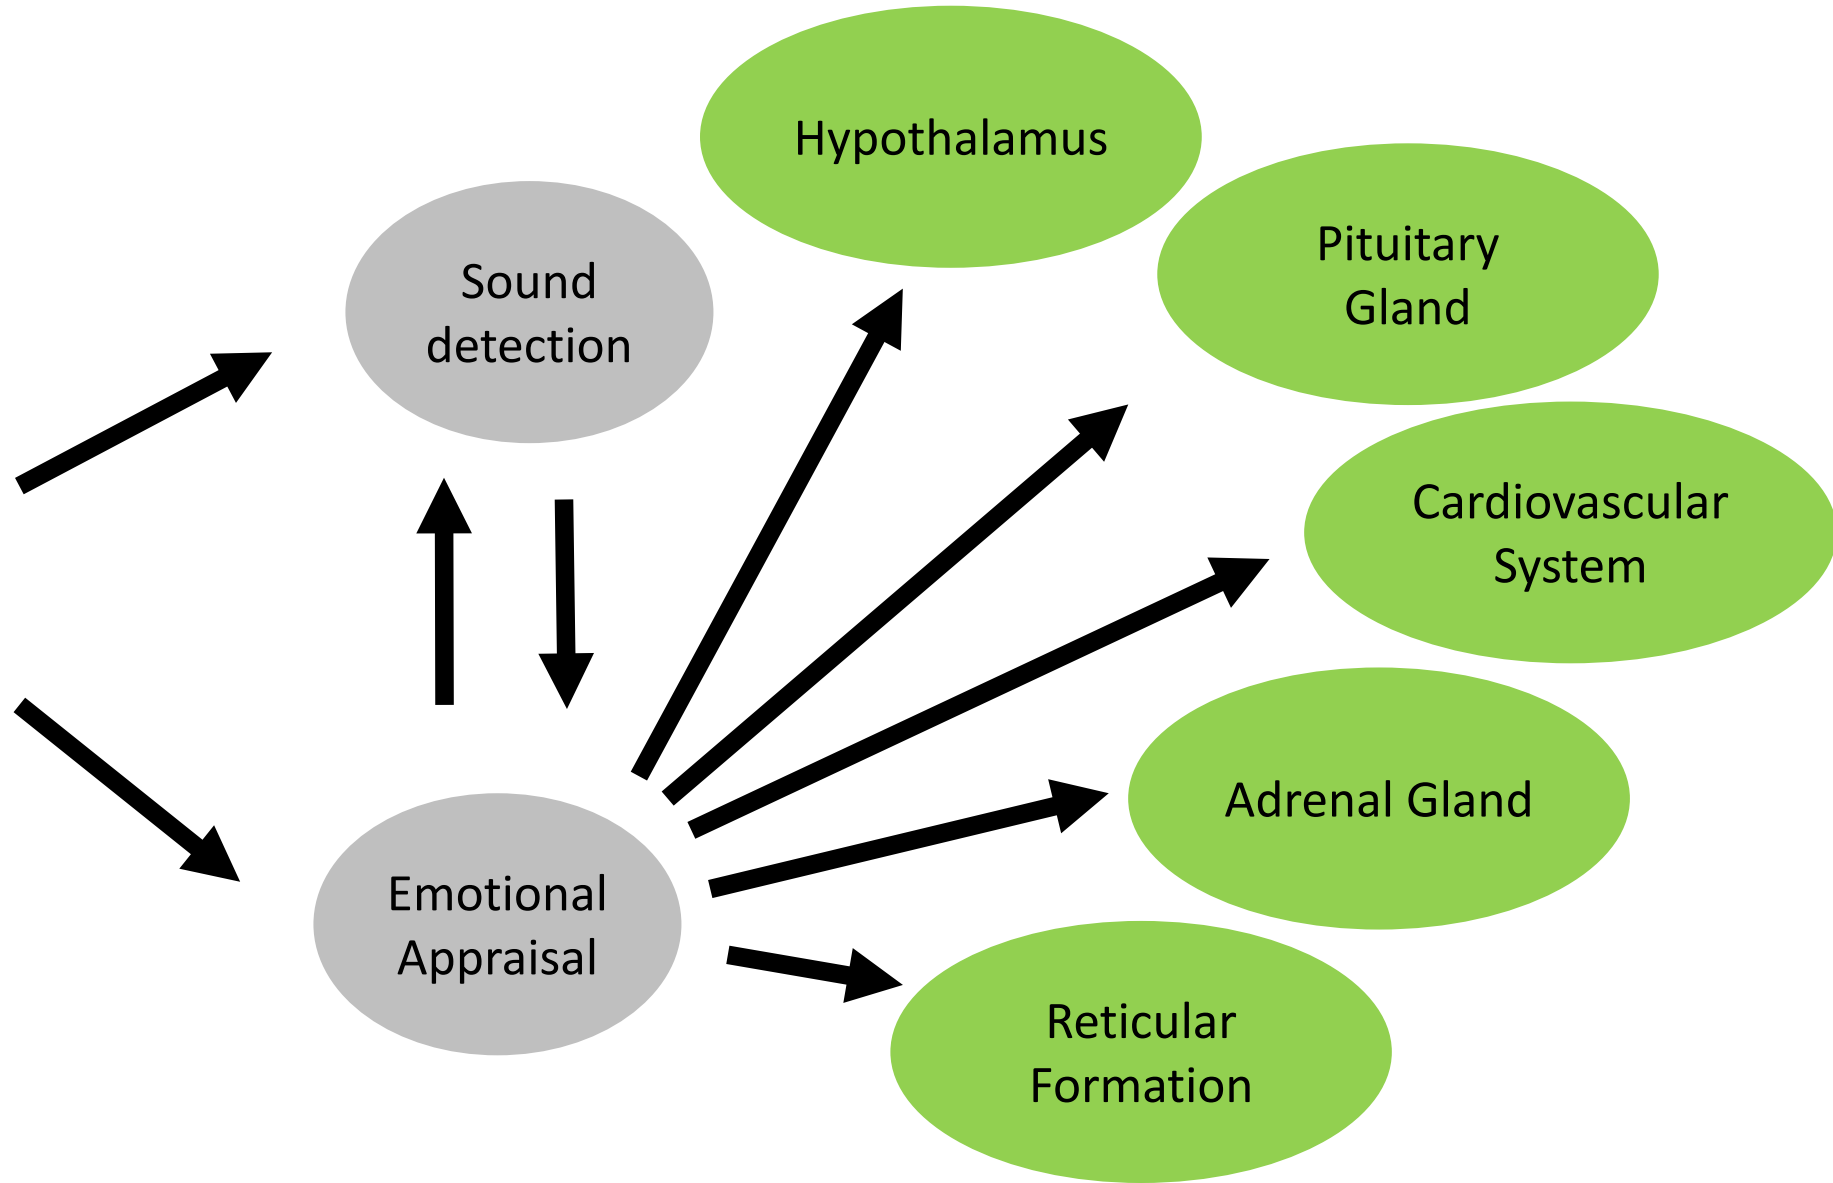 Hypothalamus
Pituitary
Gland
Sound
detection
Cardiovascular
System
Adrenal Gland
Emotional
Appraisal
Reticular
Formation